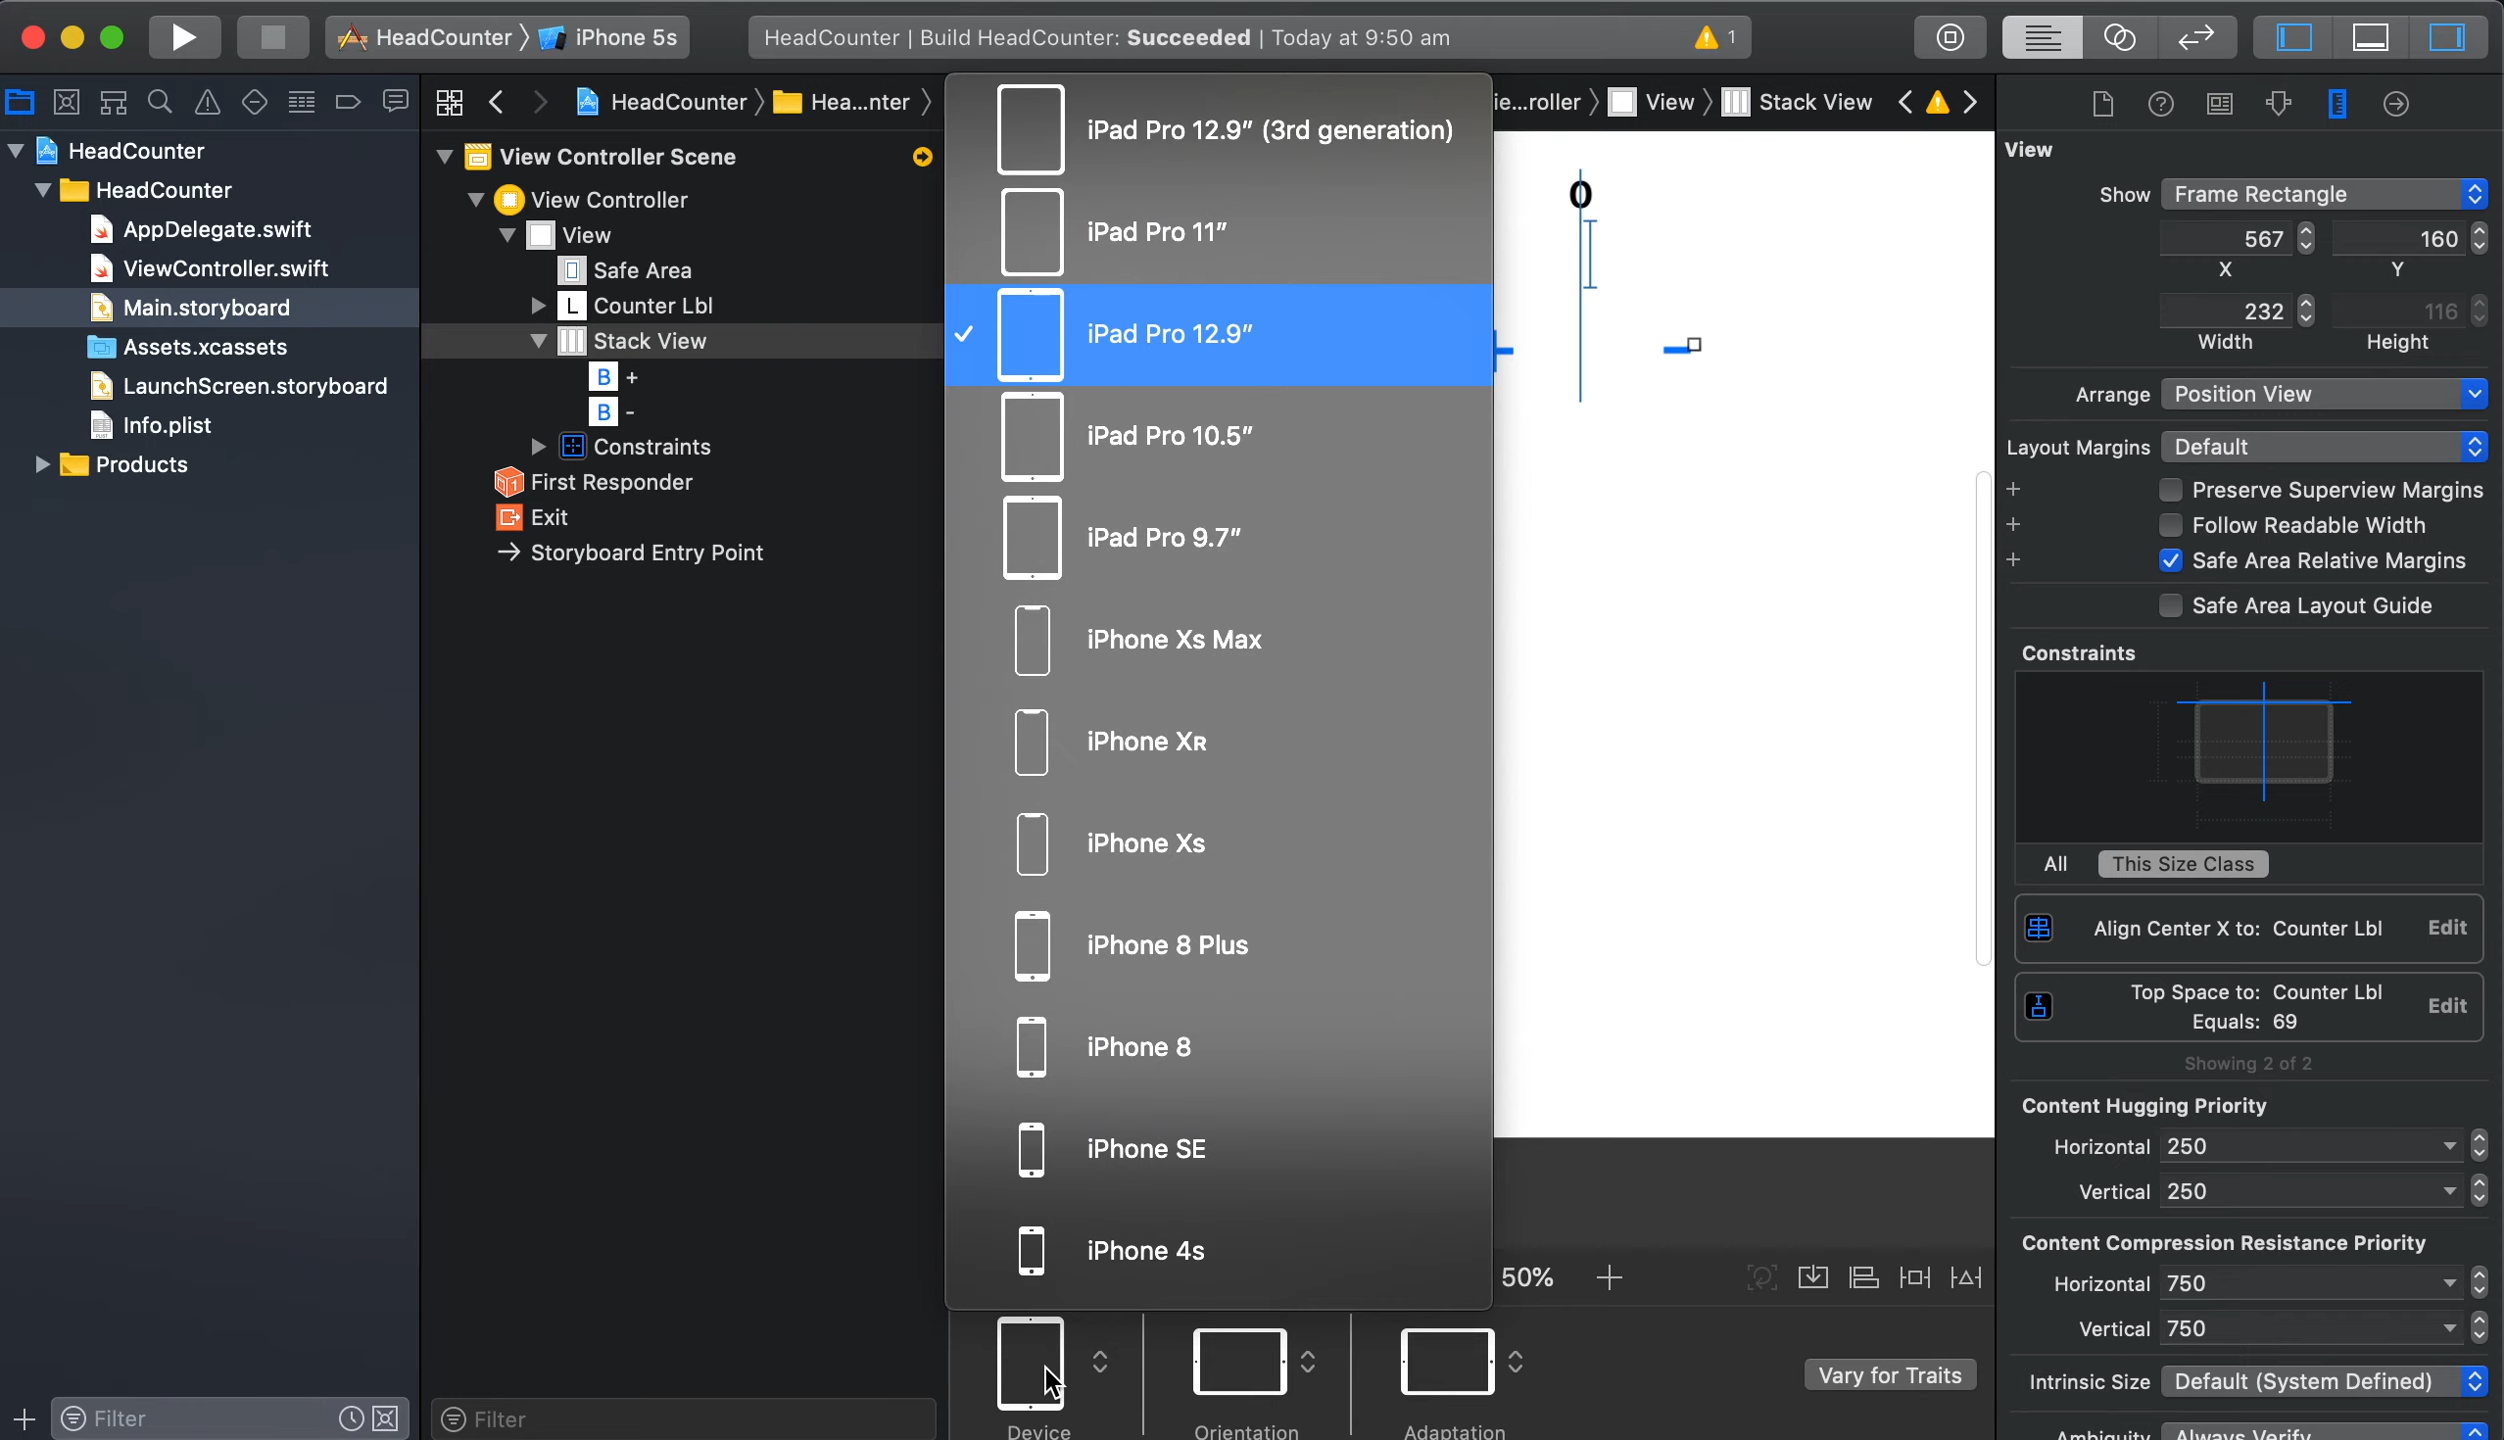 HeadCounter
iPhone 5s
HeadCounter | Build HeadCounter: Succeeded | Today at 9:50 am
1
HeadCounter
Hea...nter
ie...roller
View
Stack View
HeadCounter
HeadCounter
AppDelegate.swift
ViewController.swift
Main.storyboard
Assets.xcassets
LaunchScreen.storyboard
Info.plist
Products
Filter
View Controller Scene
View Controller
View
Safe Area
L Counter Lbl
Stack View
B +
B -
Constraints
First Responder
Exit
Storyboard Entry Point
Filter
iPad Pro 12.9” (3rd generation)
iPad Pro 11”
iPad Pro 12.9”
iPad Pro 10.5”
iPad Pro 9.7”
iPhone Xs Max
iPhone XR
iPhone Xs
iPhone 8 Plus
iPhone 8
iPhone SE
iPhone 4s
0
50%
Device
Orientation
Adaptation
Vary for Traits
View
Show Frame Rectangle
567 160
X Y
232 116
Width Height
Arrange Position View
Layout Margins Default
Preserve Superview Margins
Follow Readable Width
Safe Area Relative Margins
Safe Area Layout Guide
Constraints
All This Size Class
Align Center X to: Counter Lbl Edit
Top Space to: Counter Lbl Edit
Equals: 69
Showing 2 of 2
Content Hugging Priority
Horizontal 250
Vertical 250
Content Compression Resistance Priority
Horizontal 750
Vertical 750
Intrinsic Size Default (System Defined)
Ambiguity Always Verify